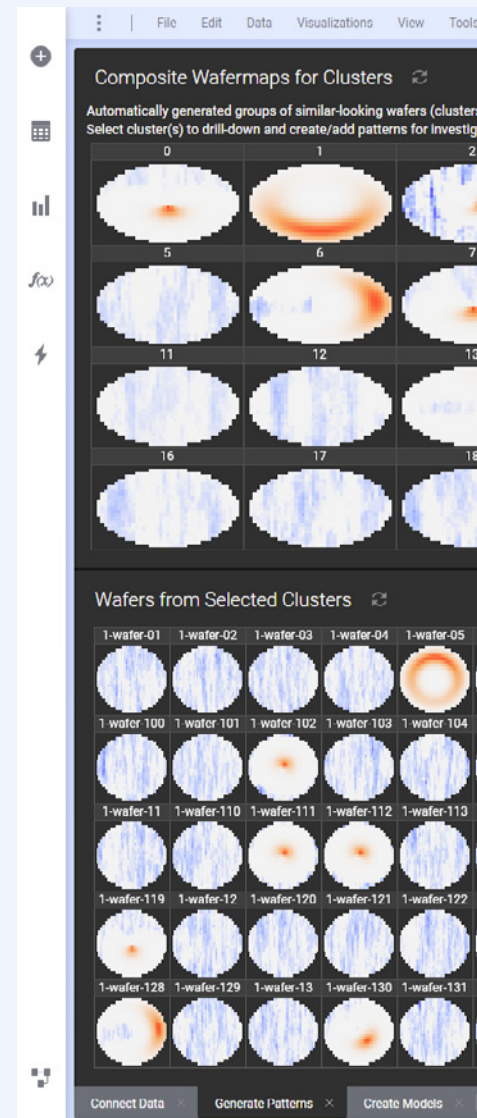 File Edit Data Visualizations View Tools
Composite Wafermaps for Clusters
Automatically generated groups of similar-looking wafers (clusters
Select cluster(s) to drill-down and create/add patterns for investig
0 1 2
5 6 7
f(x)
11 12 13
16 17 18
Wafers from Selected Clusters
1-wafer-01 1-wafer-02 1-wafer-03 1-wafer-04 1-wafer-05
1-wafer-100 1-wafer-101 1-wafer-102 1-wafer-103 1-wafer-104
1-wafer-11 1-wafer-110 1-wafer-111 1-wafer-112 1-wafer-113
1-wafer-119 1-wafer-12 1-wafer-120 1-wafer-121 1-wafer-122
1-wafer-128 1-wafer-129 1-wafer-13 1-wafer-130 1-wafer-131
Connect Data × Generate Patterns × Create Models ×